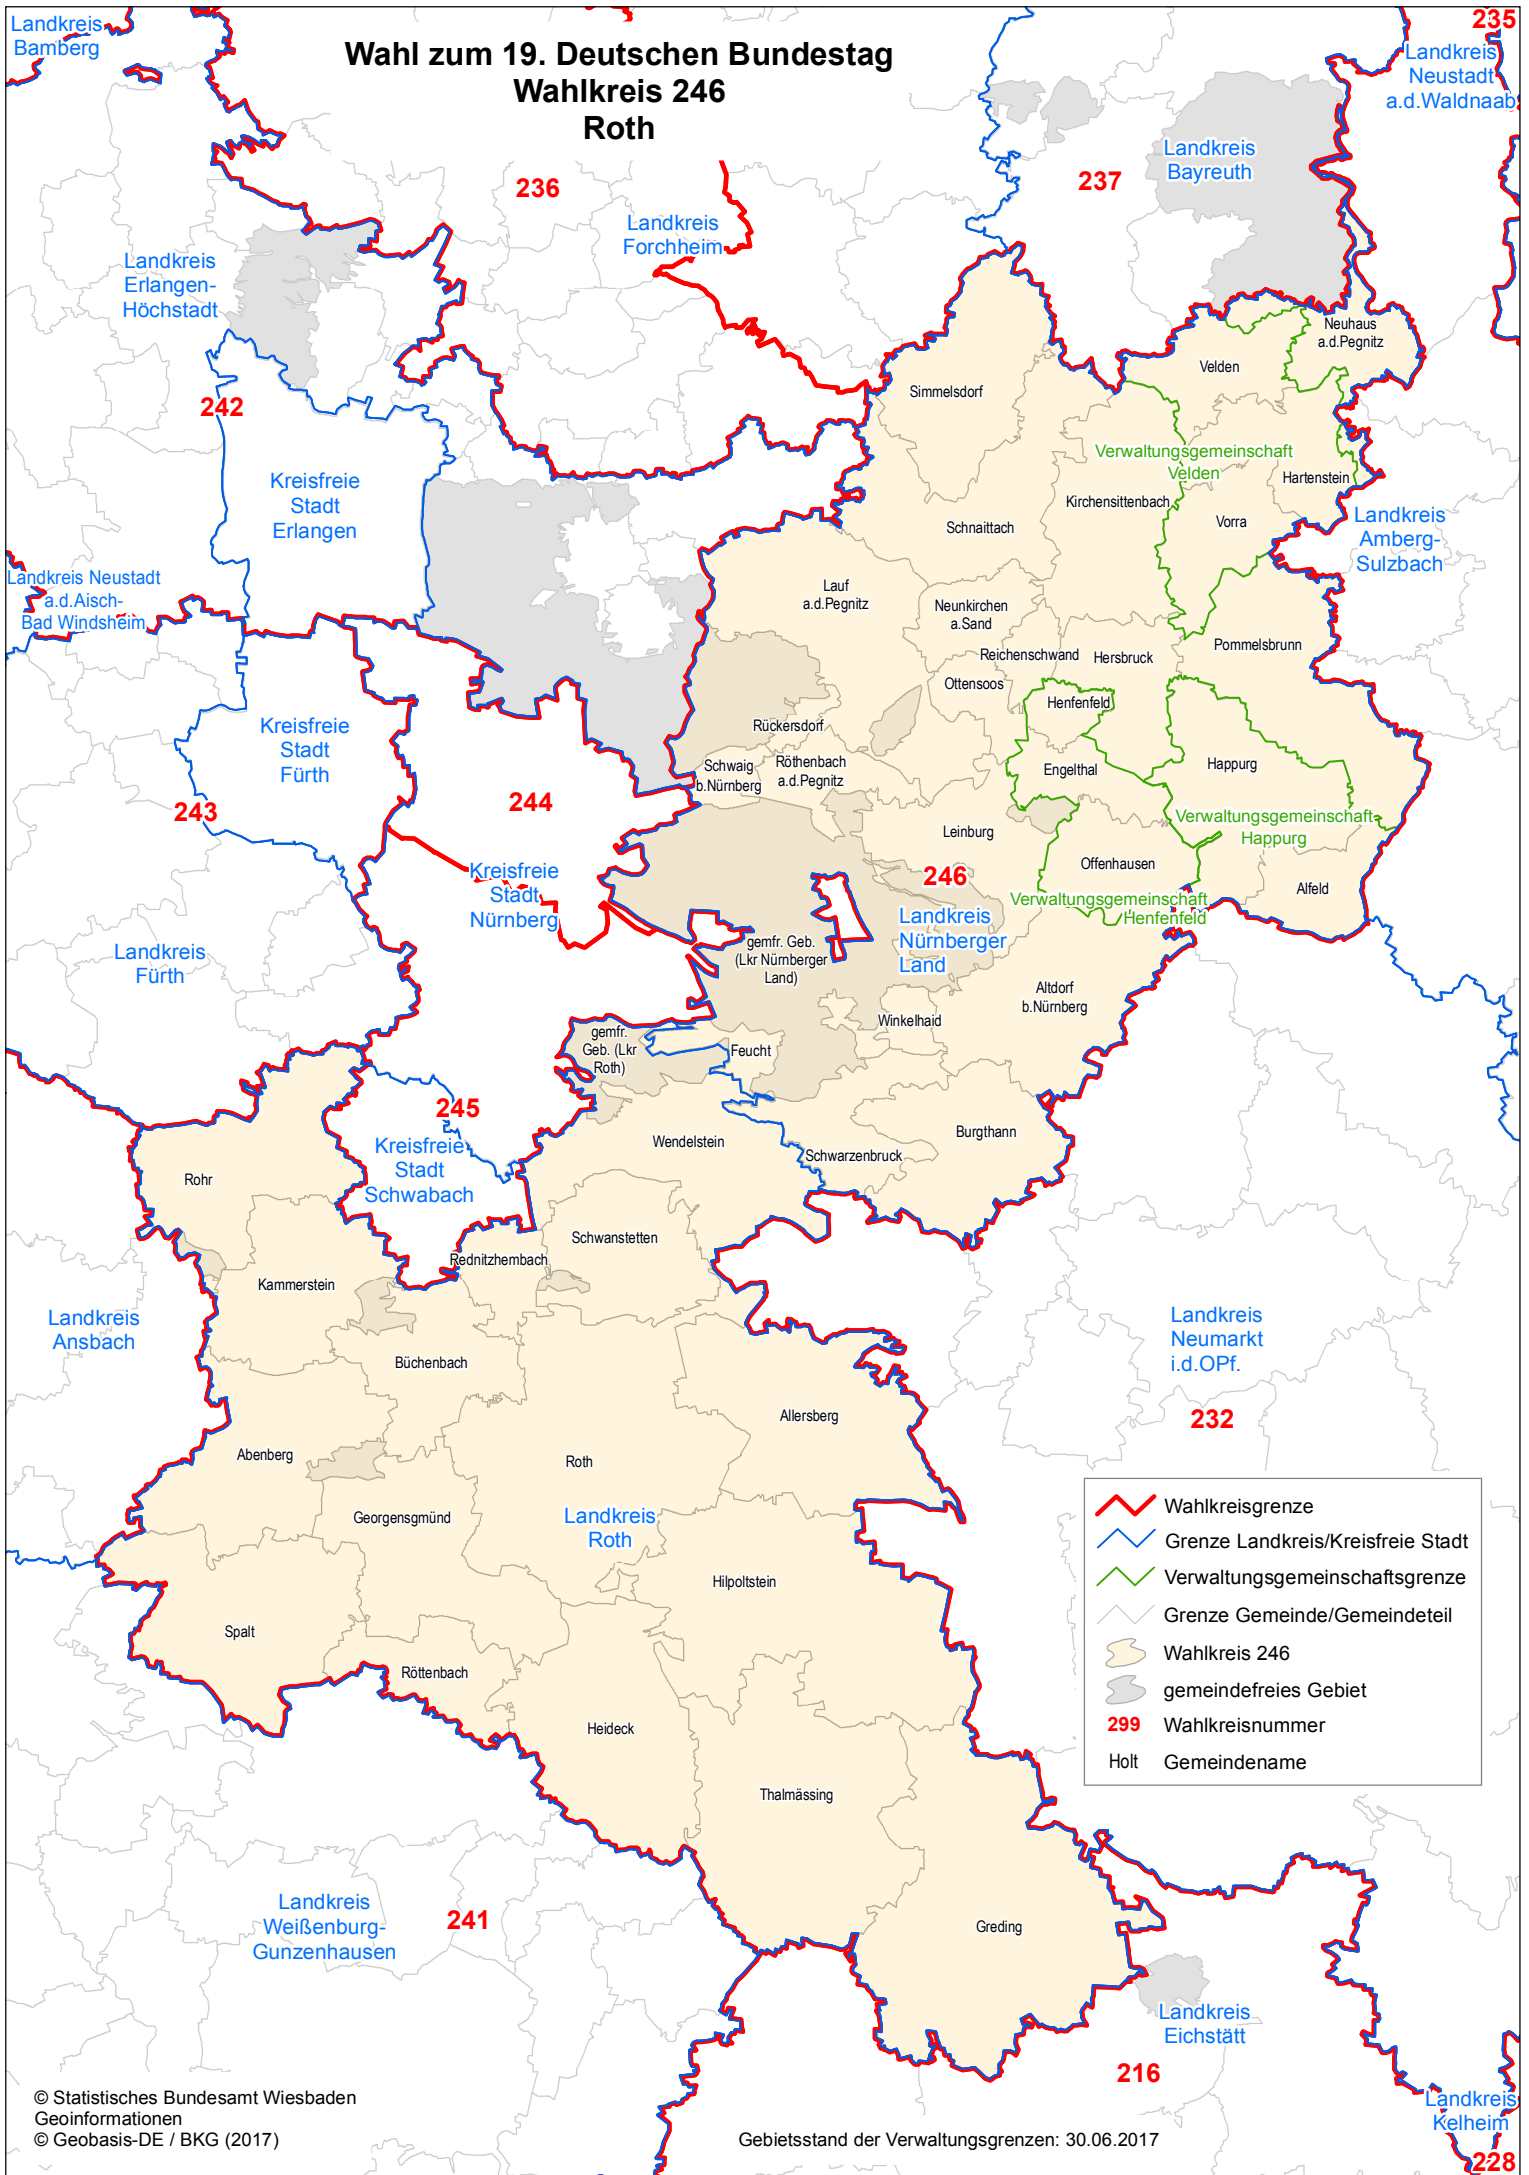 Wahl zum 19. Deutschen Bundestag
Wahlkreis 246
Roth
Landkreis
Bamberg
235
Landkreis
Neustadt
a.d.Waldnaab
Landkreis
Bayreuth
237
236
Landkreis
Forchheim
Landkreis
Erlangen-
Höchstadt
242
Kreisfreie
Stadt
Erlangen
Landkreis Neustadt
a.d.Aisch-
Bad Windsheim
Neuhaus
a.d.Pegnitz
Velden
Simmelsdorf
Verwaltungsgemeinschaft
Velden
Hartenstein
Kirchensittenbach
Vorra
Schnaittach
Landkreis
Amberg-
Sulzbach
Lauf
a.d.Pegnitz
Neunkirchen
a.Sand
Reichenschwand
Hersbruck
Pommelsbrunn
Ottensoos
Henfenfeld
Rückersdorf
Schwaig
b.Nürnberg
Röthenbach
a.d.Pegnitz
Engelthal
Happurg
Kreisfreie
Stadt
Fürth
243
244
Verwaltungsgemeinschaft
Happurg
Leinburg
Offenhausen
246
Alfeld
Verwaltungsgemeinschaft
Henfenfeld
Kreisfreie
Stadt
Nürnberg
Landkreis
Nürnberger
Land
gemfr. Geb.
(Lkr Nürnberger
Land)
Landkreis
Fürth
Altdorf
b.Nürnberg
Winkelhaid
gemfr.
Geb. (Lkr
Roth)
Feucht
245
Kreisfreie
Stadt
Schwabach
Burgthann
Wendelstein
Schwarzenbruck
Rohr
Schwanstetten
Rednitzhembach
Kammerstein
Landkreis
Ansbach
Landkreis
Neumarkt
i.d.OPf.
232
Büchenbach
Allersberg
Abenberg
Roth
Georgensgmünd
Landkreis
Roth
Hilpoltstein
Spalt
Röttenbach
Heideck
Thalmässing
Greding
Wahlkreisgrenze
Grenze Landkreis/Kreisfreie Stadt
Verwaltungsgemeinschaftsgrenze
Grenze Gemeinde/Gemeindeteil
Wahlkreis 246
gemeindefreies Gebiet
299 Wahlkreisnummer
Holt Gemeindename
Landkreis
Weißenburg-
Gunzenhausen
241
Landkreis
Eichstätt
216
Landkreis
Kelheim
228
© Statistisches Bundesamt Wiesbaden
Geoinformationen
© Geobasis-DE / BKG (2017)
Gebietsstand der Verwaltungsgrenzen: 30.06.2017